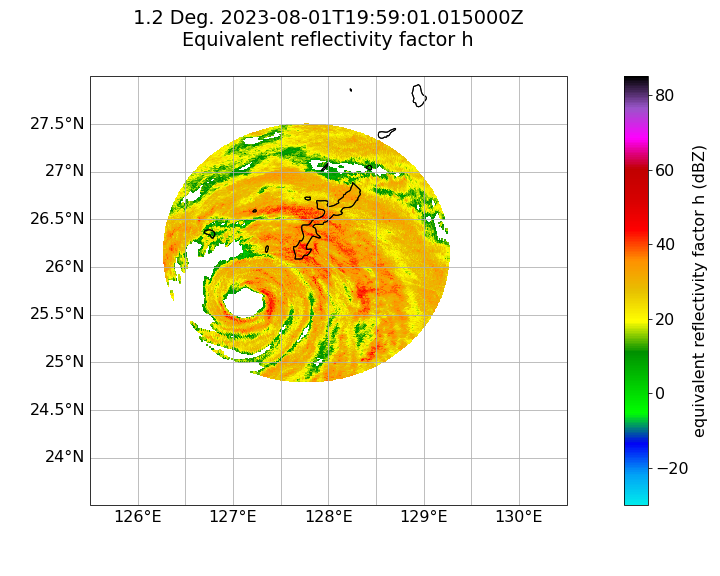 1.2 Deg. 2023-08-01T19:59:01.015000Z
Equivalent reflectivity factor h
27.5°N
27°N
26.5°N
26°N
25.5°N
25°N
24.5°N
24°N
126°E 127°E 128°E 129°E 130°E
80
60
40
20
0
−20
equivalent reflectivity factor h (dBZ)